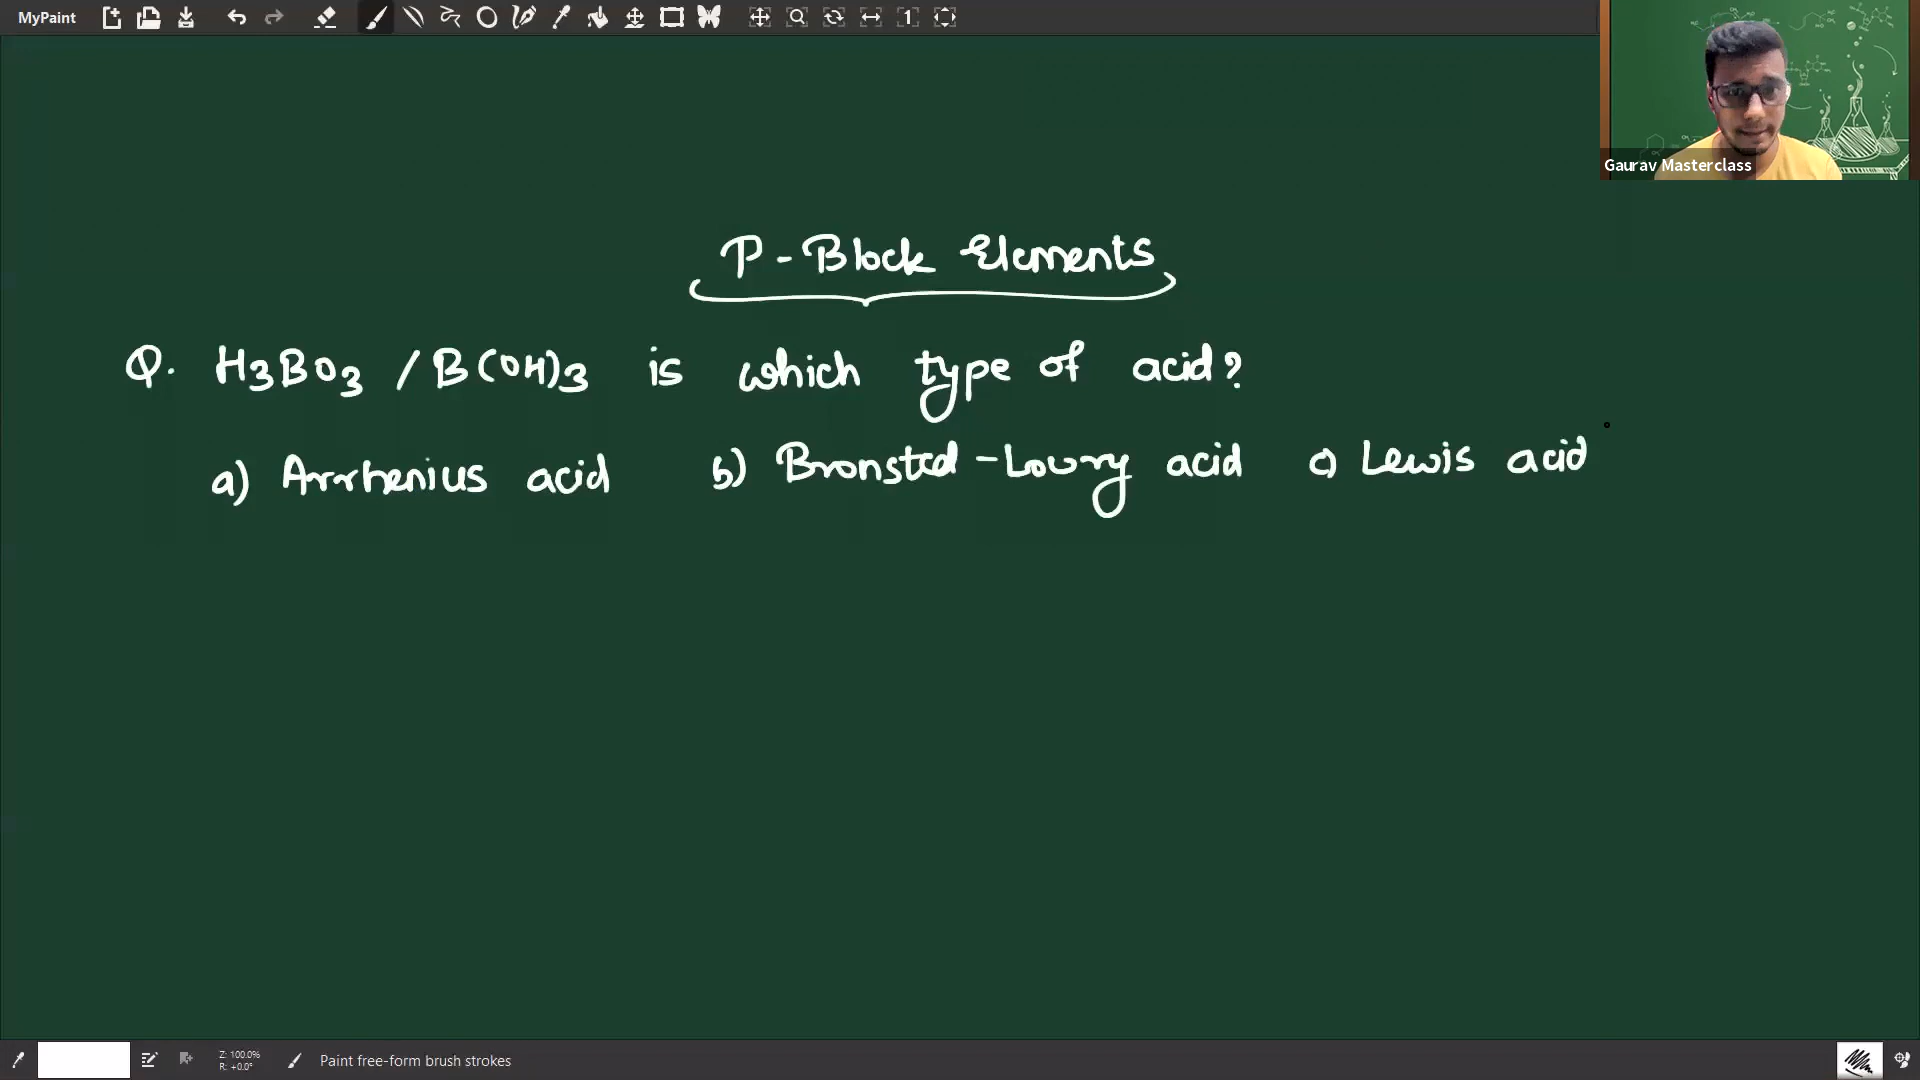 MyPaint
1
Gaurav Masterclass
P-Block Elements
Q. H3BO3 / B(OH)3 is which type of acid?
a) Arrhenius acid b) Bronsted-Lowry acid c) Lewis acid
Z: 100.0%
R: +0.0°
Paint free-form brush strokes